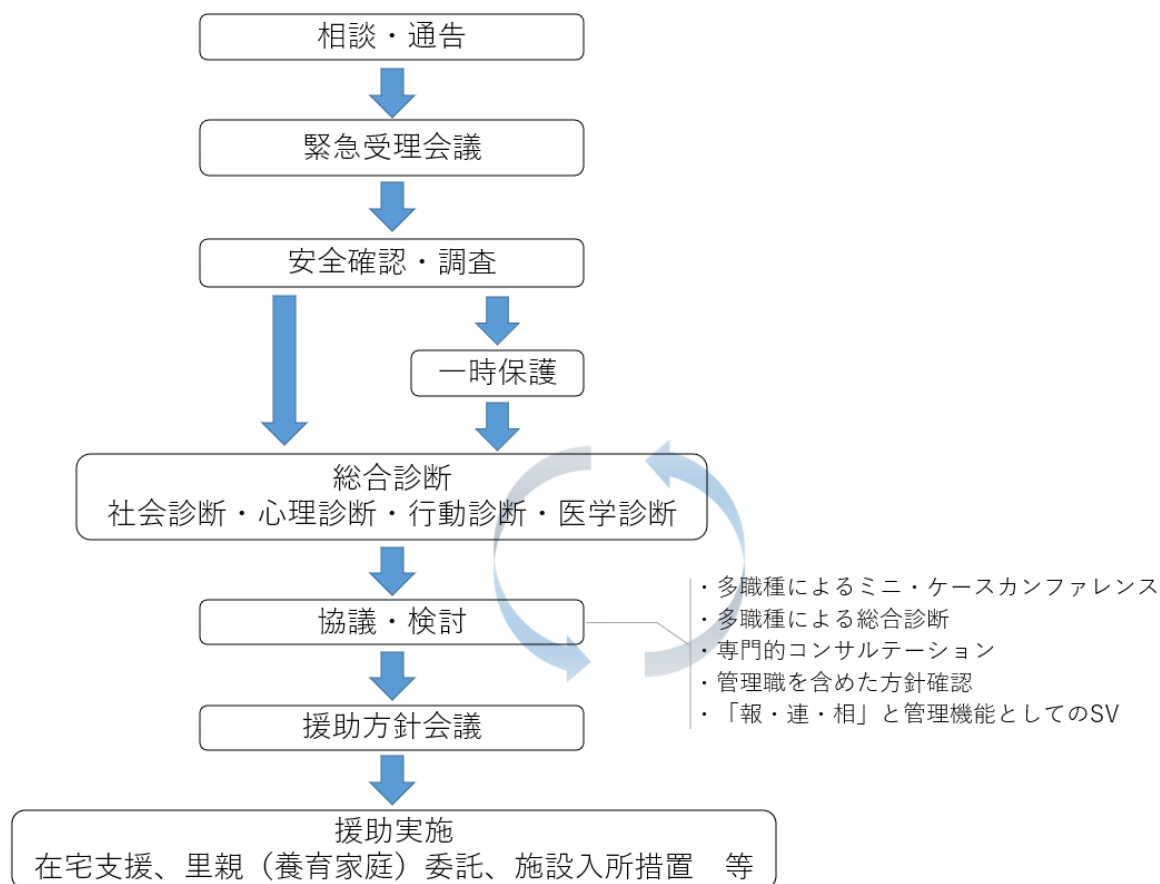 相談・通告
緊急受理会議
安全確認・調査
一時保護
総合診断
社会診断・心理診断・行動診断・医学診断
協議・検討
・多職種によるミニ・ケースカンファレンス
・多職種による総合診断
・専門的コンサルテーション
・管理職を含めた方針確認
・「報・連・相」と管理機能としてのSV
援助方針会議
援助実施
在宅支援、里親（養育家庭）委託、施設入所措置　等